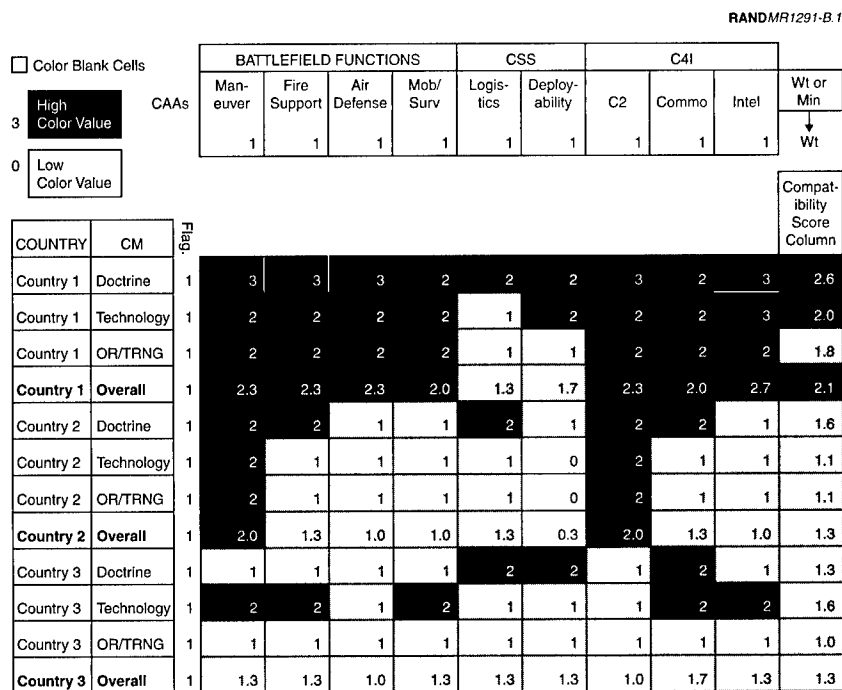 RANDMR1291-B.1
Color Blank Cells
BATTLEFIELD FUNCTIONS CSS C4I
3 High Color Value
CAAs Man-euver Fire Support Air Defense Mob/Surv Logis-tics Deploy-ability C2 Commo Intel Wt or Min
1 1 1 1 1 1 1 1 1 Wt
0 Low Color Value
Compat-ibility Score Column
COUNTRY CM Flag.
Country 1 Doctrine 1 3 3 3 2 2 2 3 2 3 2.6
Country 1 Technology 1 2 2 2 2 1 2 2 2 3 2.0
Country 1 OR/TRNG 1 2 2 2 2 1 1 2 2 2 1.8
Country 1 Overall 1 2.3 2.3 2.3 2.0 1.3 1.7 2.3 2.0 2.7 2.1
Country 2 Doctrine 1 2 2 1 1 2 1 2 2 1 1.6
Country 2 Technology 1 2 1 1 1 1 0 2 1 1 1.1
Country 2 OR/TRNG 1 2 1 1 1 1 0 2 1 1 1.1
Country 2 Overall 1 2.0 1.3 1.0 1.0 1.3 0.3 2.0 1.3 1.0 1.3
Country 3 Doctrine 1 1 1 1 1 2 2 1 2 1 1.3
Country 3 Technology 1 2 2 1 2 1 1 1 2 2 1.6
Country 3 OR/TRNG 1 1 1 1 1 1 1 1 1 1 1.0
Country 3 Overall 1 1.3 1.3 1.0 1.3 1.3 1.3 1.0 1.7 1.3 1.3